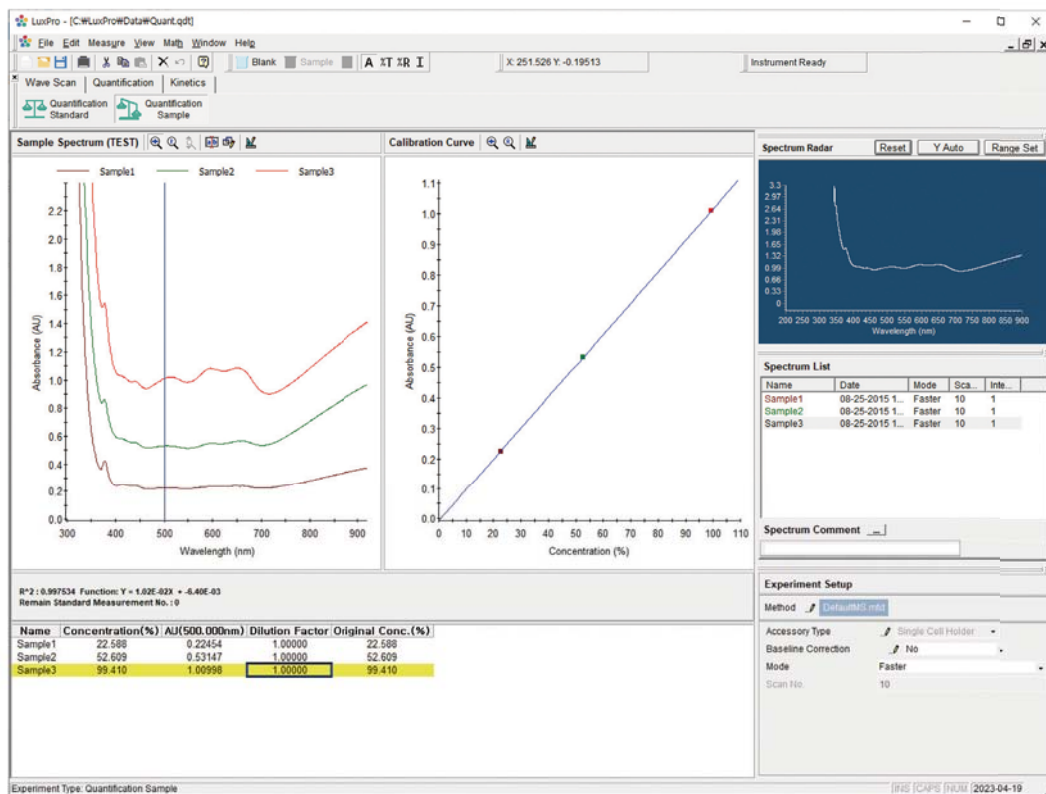 LuxPro - [C:₩LuxPro₩Data₩Quant.qdt]
File Edit Measure View Math Window Help
Blank Sample A %T %R I X: 251.526 Y: -0.19513 Instrument Ready
Wave Scan Quantification Kinetics
Quantification Standard
Quantification Sample
Sample Spectrum (TEST)
Sample1 Sample2 Sample3
2.2
2.0
1.8
1.6
1.4
1.2
1.0
0.8
0.6
0.4
0.2
0.0
Absorbance (AU)
300 400 500 600 700 800 900
Wavelength (nm)
Calibration Curve
1.1
1.0
0.9
0.8
0.7
0.6
0.5
0.4
0.3
0.2
0.1
0.0
Absorbance (AU)
0 10 20 30 40 50 60 70 80 90 100 110
Concentration (%)
Spectrum Radar Reset Y Auto Range Set
3.3
2.97
2.64
2.31
1.98
1.65
1.32
0.99
0.66
0.33
0
200 250 300 350 400 450 500 550 600 650 700 750 800 850 900
Wavelength (nm)
Spectrum List
Name Date Mode Sca... Inte...
Sample1 08-25-2015 1... Faster 10 1
Sample2 08-25-2015 1... Faster 10 1
Sample3 08-25-2015 1... Faster 10 1
Spectrum Comment ...
R^2 : 0.997534 Function: Y = 1.02E-02X + -6.40E-03
Remain Standard Measurement No. : 0
Name Concentration(%) AU(500.000nm) Dilution Factor Original Conc.(%)
Sample1 22.588 0.22454 1.00000 22.588
Sample2 52.609 0.53147 1.00000 52.609
Sample3 99.410 1.00998 1.00000 99.410
Experiment Setup
Method DefaultMS.mtd
Accessory Type Single Cell Holder
Baseline Correction No
Mode Faster
Scan No. 10
Experiment Type: Quantification Sample INS CAPS NUM 2023-04-19